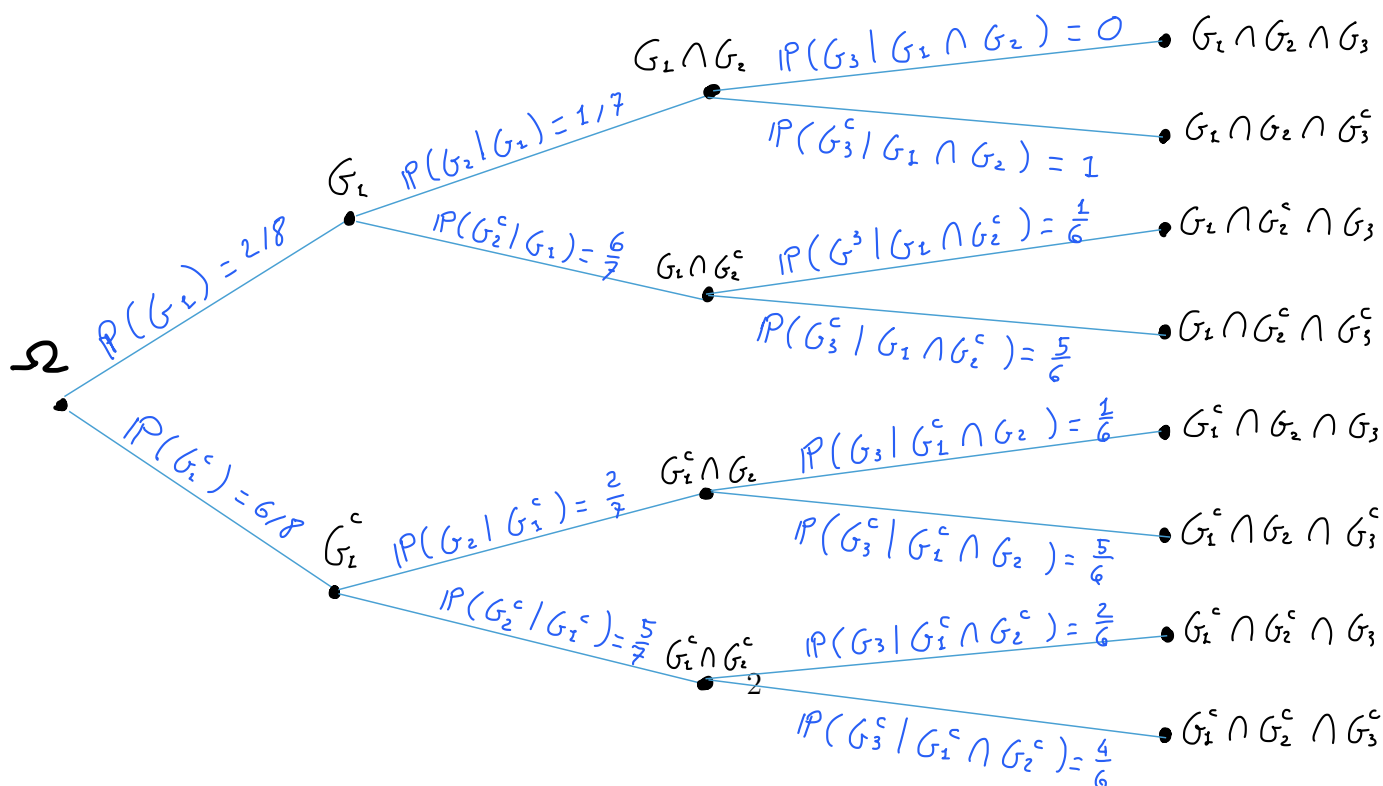 Ω
P(G₁) = 2/8
P(G₁ᶜ) = 6/8
G₁
P(G₂|G₁) = 1/7
P(G₂ᶜ|G₁) = 6/7
G₁ᶜ
P(G₂|G₁ᶜ) = 2/7
P(G₂ᶜ|G₁ᶜ) = 5/7
G₁∩G₂
P(G₃|G₁∩G₂) = 0
P(G₃ᶜ|G₁∩G₂) = 1
G₁∩G₂ᶜ
P(G³|G₁∩G₂ᶜ) = 1/6
P(G₃ᶜ|G₁∩G₂ᶜ) = 5/6
G₁ᶜ∩G₂
P(G₃|G₁ᶜ∩G₂) = 1/6
P(G₃ᶜ|G₁ᶜ∩G₂) = 5/6
G₁ᶜ∩G₂ᶜ
2
P(G₃|G₁ᶜ∩G₂ᶜ) = 2/6
P(G₃ᶜ|G₁ᶜ∩G₂ᶜ) = 4/6
G₁∩G₂∩G₃
G₁∩G₂∩G₃ᶜ
G₁∩G₂ᶜ∩G₃
G₁∩G₂ᶜ∩G₃ᶜ
G₁ᶜ∩G₂∩G₃
G₁ᶜ∩G₂∩G₃ᶜ
G₁ᶜ∩G₂ᶜ∩G₃
G₁ᶜ∩G₂ᶜ∩G₃ᶜ